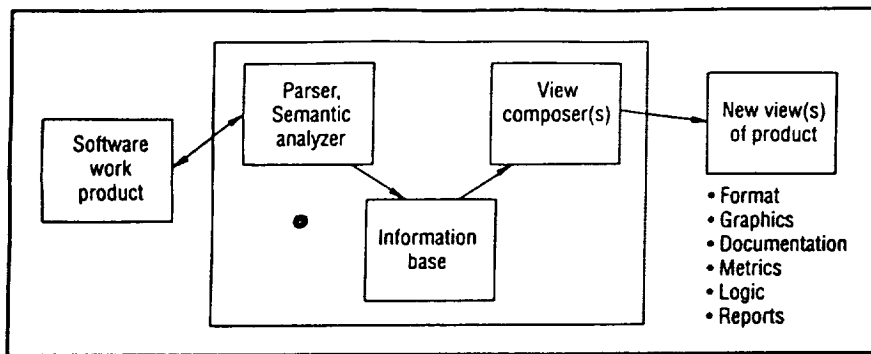 Software
work
product
Parser,
Semantic
analyzer
Information
base
View
composer(s)
New view(s)
of product
• Format
• Graphics
• Documentation
• Metrics
• Logic
• Reports